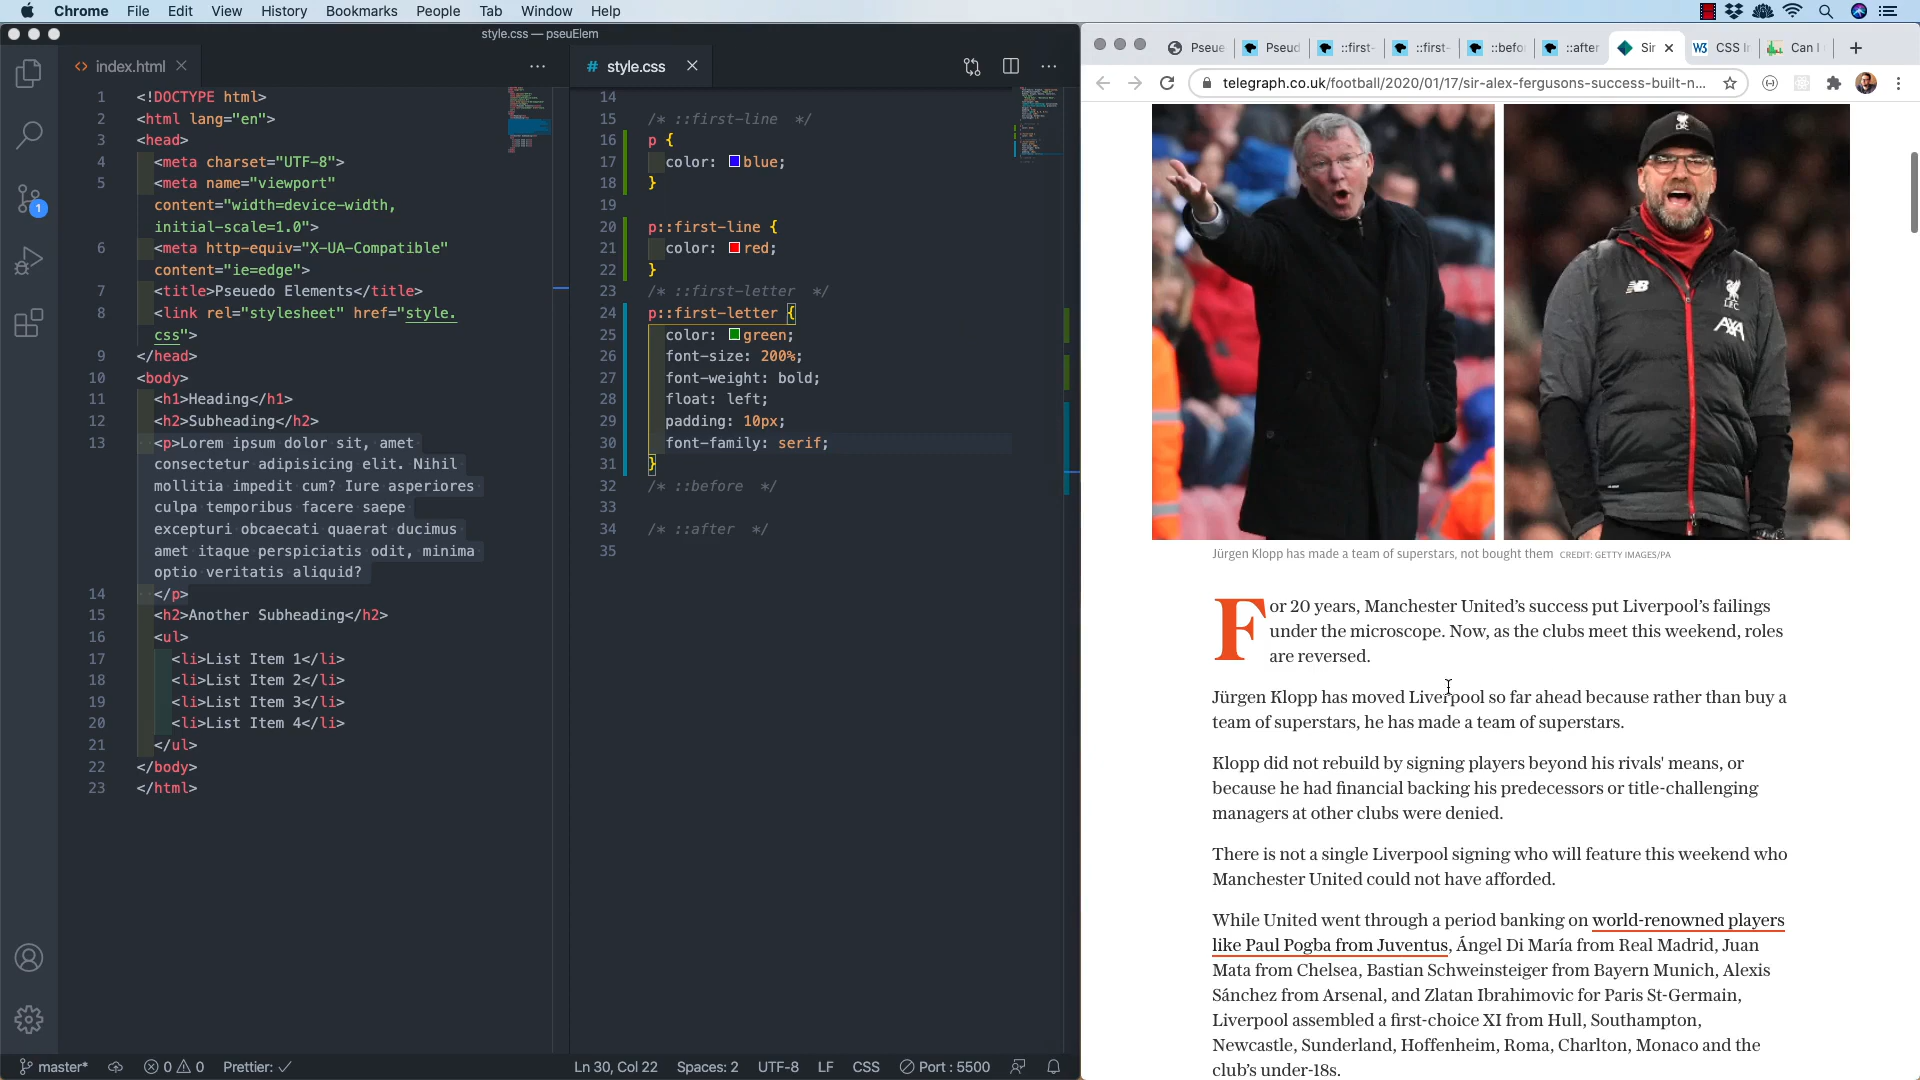 Chrome File Edit View History Bookmarks People Tab Window Help
style.css — pseuElem
index.html
# style.css
1 <!DOCTYPE html>
2 <html lang="en">
3 <head>
4 <meta charset="UTF-8">
5 <meta name="viewport"
content="width=device-width,
initial-scale=1.0">
6 <meta http-equiv="X-UA-Compatible"
content="ie=edge">
7 <title>Pseuedo Elements</title>
8 <link rel="stylesheet" href="style.
css">
9 </head>
10 <body>
11 <h1>Heading</h1>
12 <h2>Subheading</h2>
13 <p>Lorem ipsum dolor sit, amet
consectetur adipisicing elit. Nihil
mollitia impedit cum? Iure asperiores
culpa temporibus facere saepe
excepturi obcaecati quaerat ducimus
amet itaque perspiciatis odit, minima
optio veritatis aliquid?
14 </p>
15 <h2>Another Subheading</h2>
16 <ul>
17 <li>List Item 1</li>
18 <li>List Item 2</li>
19 <li>List Item 3</li>
20 <li>List Item 4</li>
21 </ul>
22 </body>
23 </html>
14
15 /* ::first-line */
16 p {
17 color: blue;
18 }
19
20 p::first-line {
21 color: red;
22 }
23 /* ::first-letter */
24 p::first-letter {
25 color: green;
26 font-size: 200%;
27 font-weight: bold;
28 float: left;
29 padding: 10px;
30 font-family: serif;
31 }
32 /* ::before */
33
34 /* ::after */
35
1
master* 0 0 Prettier: ✓ Ln 30, Col 22 Spaces: 2 UTF-8 LF CSS Port : 5500
Pseue Pseud ::first- ::first- ::befo ::after Sir W3 CSS Ir Can I
telegraph.co.uk/football/2020/01/17/sir-alex-fergusons-success-built-n...
NB
LFC
AXA
Jürgen Klopp has made a team of superstars, not bought them CREDIT: GETTY IMAGES/PA
For 20 years, Manchester United’s success put Liverpool’s failings
under the microscope. Now, as the clubs meet this weekend, roles
are reversed.
Jürgen Klopp has moved Liverpool so far ahead because rather than buy a
team of superstars, he has made a team of superstars.
Klopp did not rebuild by signing players beyond his rivals' means, or
because he had financial backing his predecessors or title-challenging
managers at other clubs were denied.
There is not a single Liverpool signing who will feature this weekend who
Manchester United could not have afforded.
While United went through a period banking on world-renowned players
like Paul Pogba from Juventus, Ángel Di María from Real Madrid, Juan
Mata from Chelsea, Bastian Schweinsteiger from Bayern Munich, Alexis
Sánchez from Arsenal, and Zlatan Ibrahimovic for Paris St-Germain,
Liverpool assembled a first-choice XI from Hull, Southampton,
Newcastle, Sunderland, Hoffenheim, Roma, Charlton, Monaco and the
club’s under-18s.